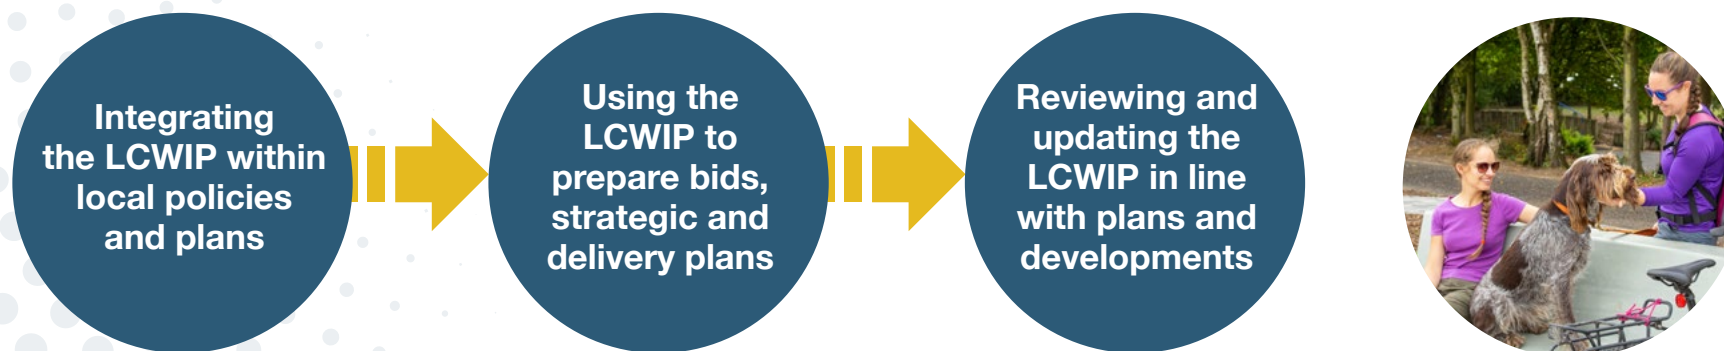 Integrating
the LCWIP within
local policies
and plans
Using the
LCWIP to
prepare bids,
strategic and
delivery plans
Reviewing and
updating the
LCWIP in line
with plans and
developments